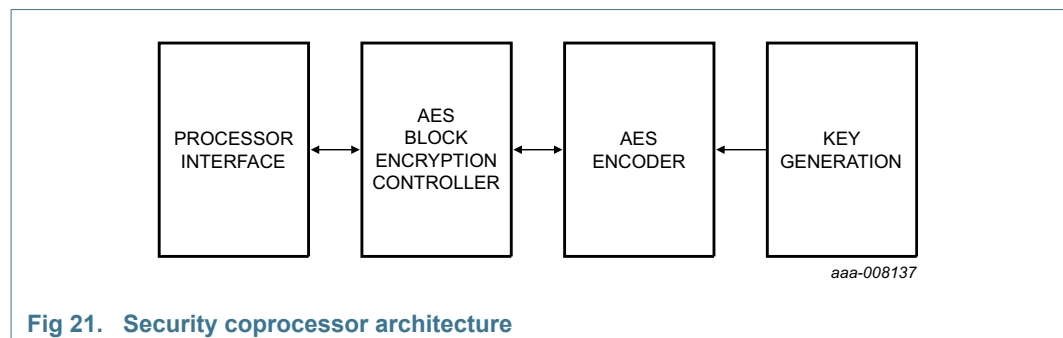 PROCESSOR
INTERFACE
AES
BLOCK
ENCRYPTION
CONTROLLER
AES
ENCODER
KEY
GENERATION
aaa-008137
Fig 21. Security coprocessor architecture